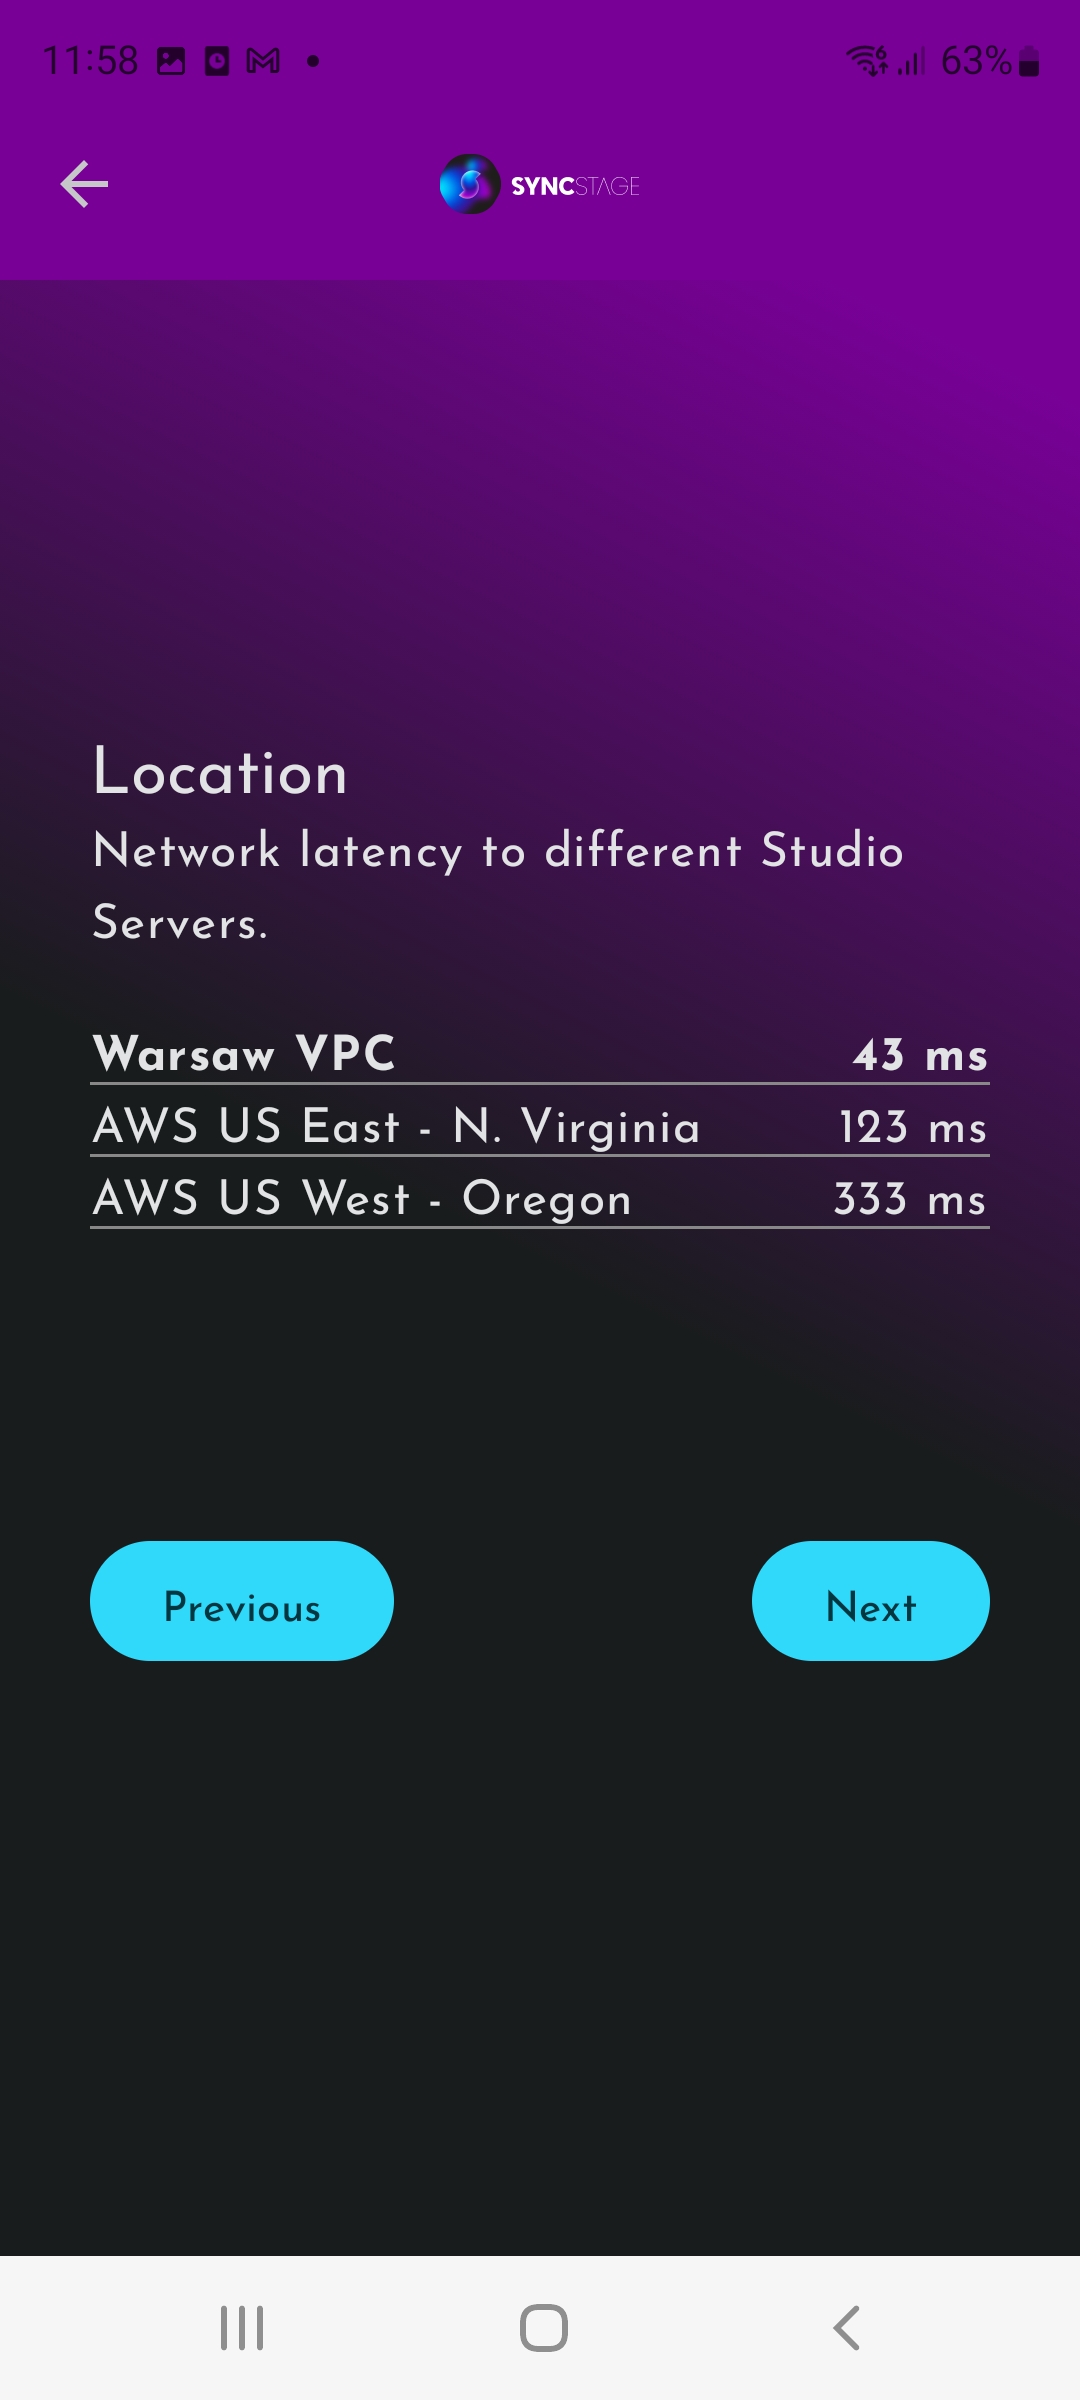 11:58 63%
SYNCSTAGE
Location
Network latency to different Studio
Servers.
Warsaw VPC 43 ms
AWS US East - N. Virginia 123 ms
AWS US West - Oregon 333 ms
Previous Next